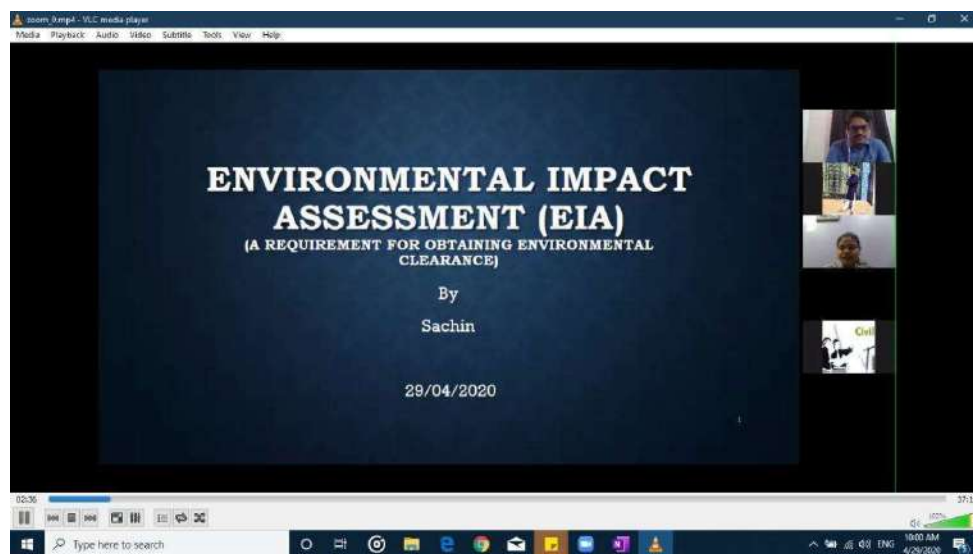 zoom_0.mp4 - VLC media player
Media Playback Audio Video Subtitle Tools View Help
ENVIRONMENTAL IMPACT
ASSESSMENT (EIA)
(A REQUIREMENT FOR OBTAINING ENVIRONMENTAL
CLEARANCE)
By
Sachin
29/04/2020
1
Civil
02:36
Type here to search
ENG
10:00 AM
4/29/2020